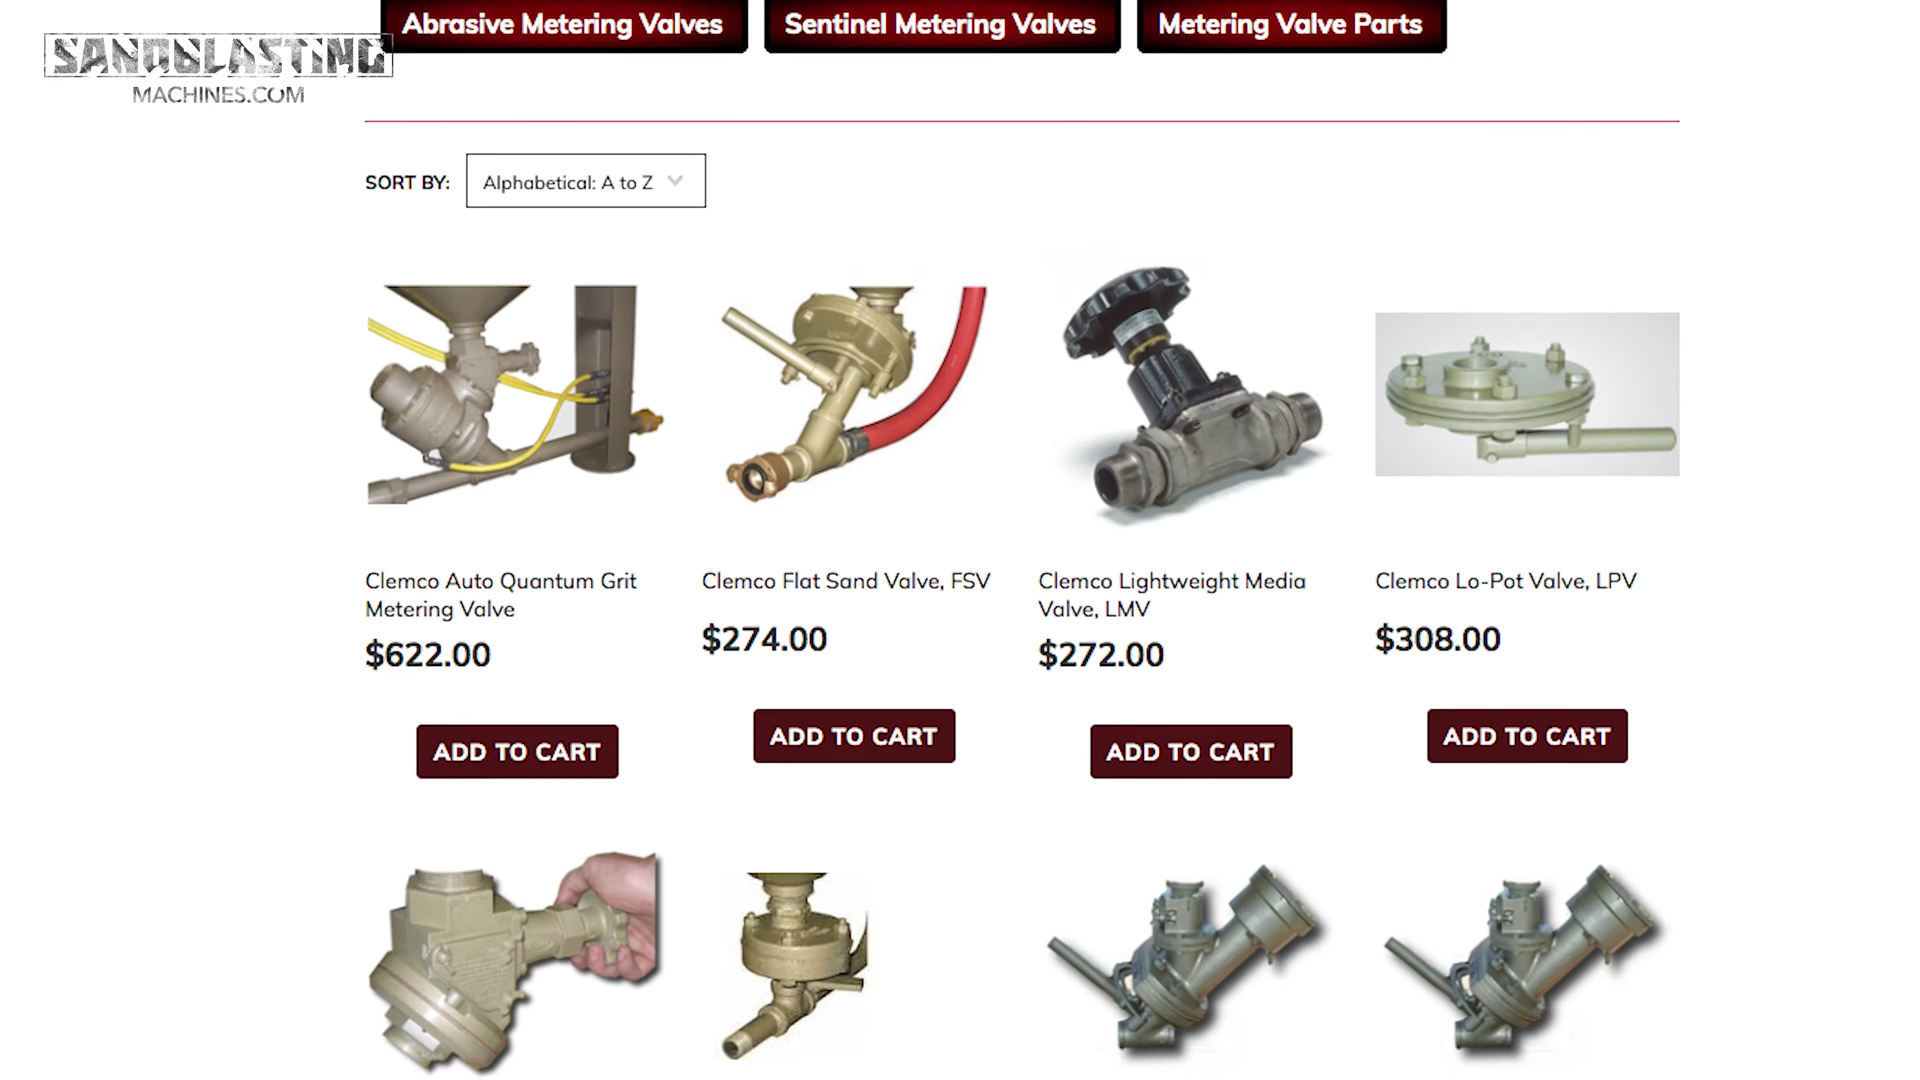 Abrasive Metering Valves
Sentinel Metering Valves
Metering Valve Parts
SANDBLASTING
MACHINES.COM
SORT BY:
Alphabetical: A to Z
Clemco Auto Quantum Grit
Metering Valve
$622.00
ADD TO CART
Clemco Flat Sand Valve, FSV
$274.00
ADD TO CART
Clemco Lightweight Media
Valve, LMV
$272.00
ADD TO CART
Clemco Lo-Pot Valve, LPV
$308.00
ADD TO CART